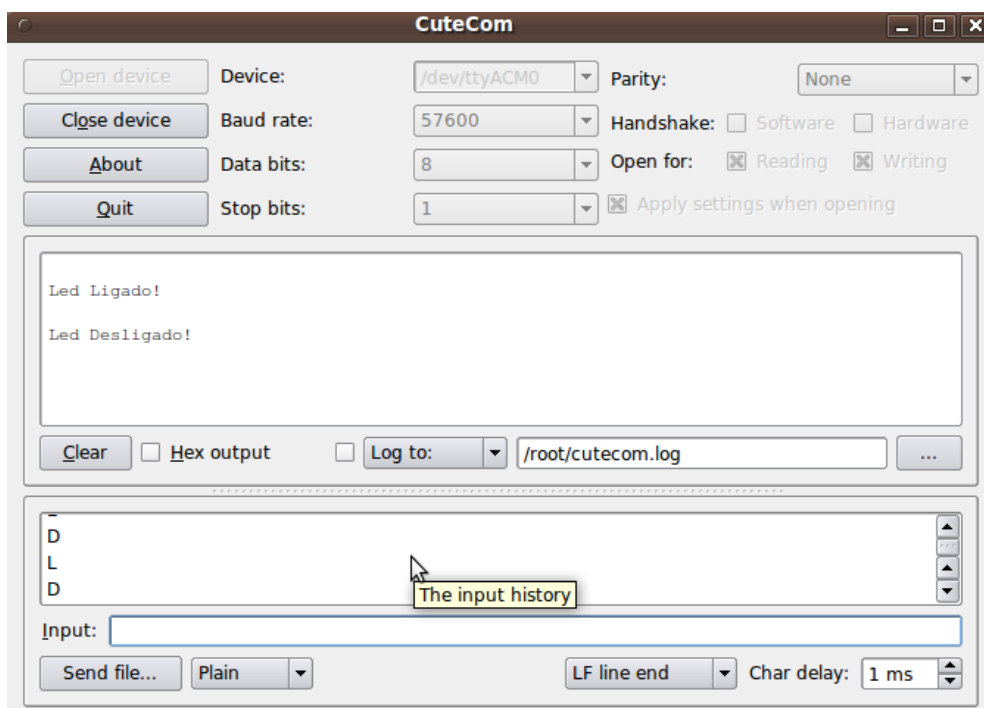 CuteCom
Open device Device: /dev/ttyACM0 Parity: None
Close device Baud rate: 57600 Handshake: Software Hardware
About Data bits: 8 Open for: Reading Writing
Quit Stop bits: 1 Apply settings when opening
Led Ligado!
Led Desligado!
Clear Hex output Log to: /root/cutecom.log ...
D
L
D
The input history
Input:
Send file... Plain LF line end Char delay: 1 ms